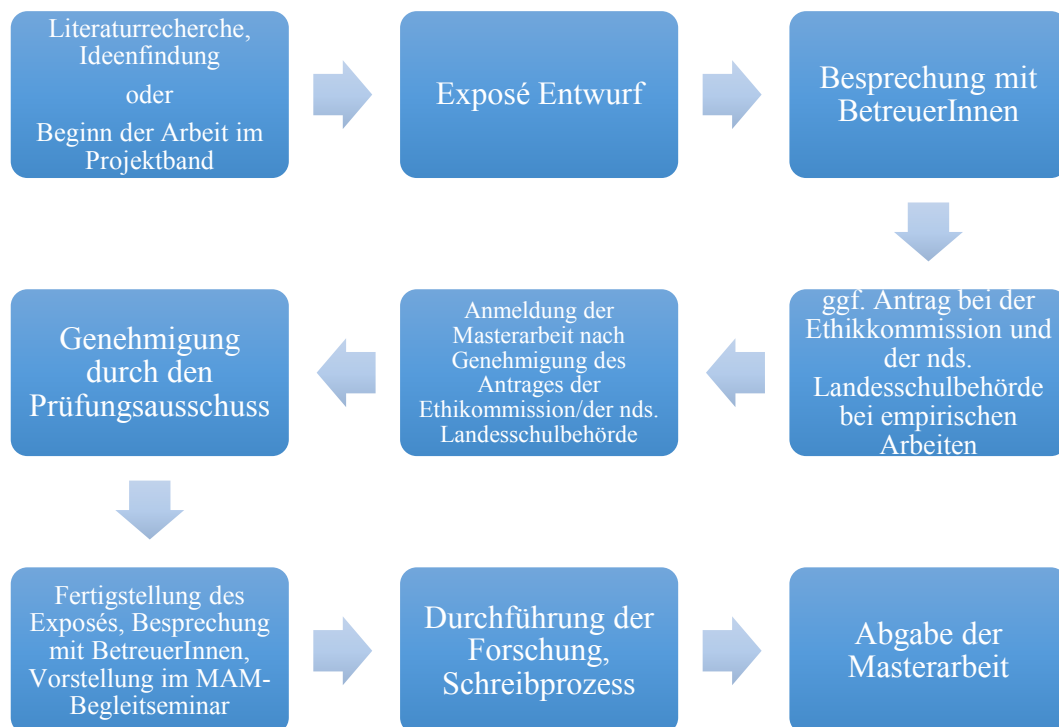 Literaturrecherche,
Ideenfindung
oder
Beginn der Arbeit im
Projektband
Exposé Entwurf
Besprechung mit
BetreuerInnen
ggf. Antrag bei der
Ethikkommission und
der nds.
Landesschulbehörde
bei empirischen
Arbeiten
Anmeldung der
Masterarbeit nach
Genehmigung des
Antrages der
Ethikommission/der nds.
Landesschulbehörde
Genehmigung
durch den
Prüfungsausschuss
Fertigstellung des
Exposés, Besprechung
mit BetreuerInnen,
Vorstellung im MAM-
Begleitseminar
Durchführung der
Forschung,
Schreibprozess
Abgabe der
Masterarbeit